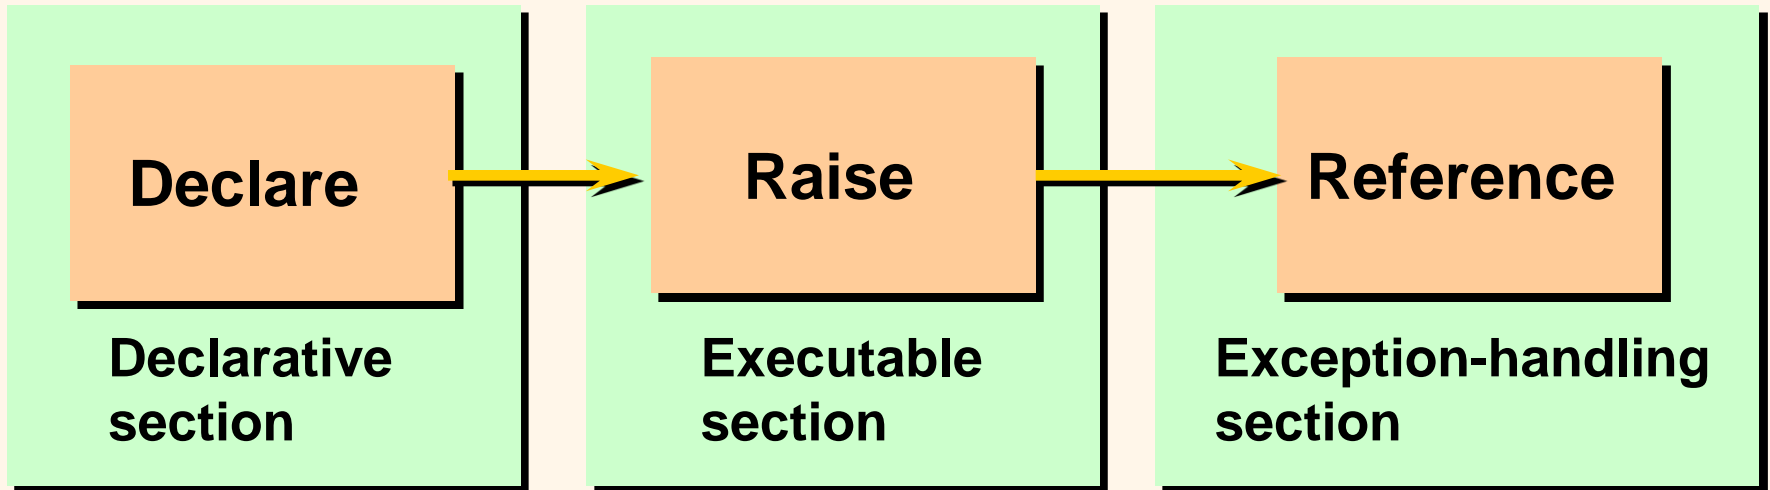 Declare
Declarative
section
Raise
Executable
section
Reference
Exception-handling
section